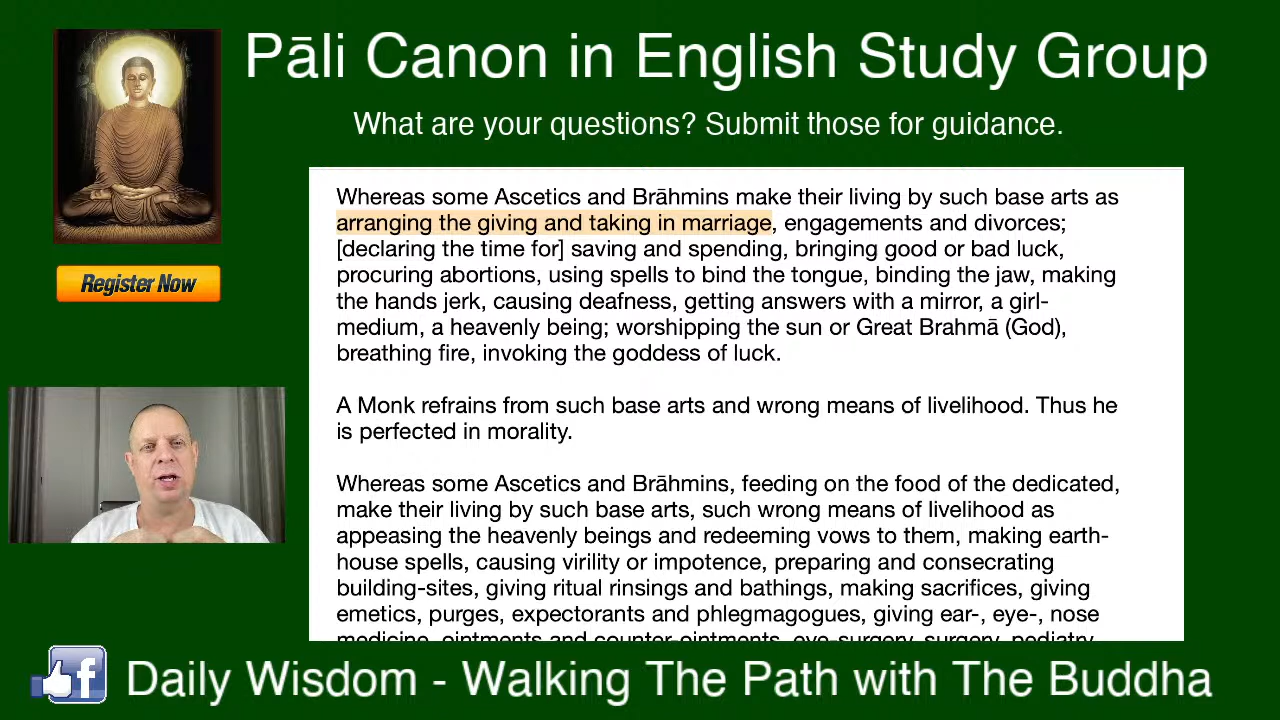 Pāli Canon in English Study Group
What are your questions? Submit those for guidance.
Register Now
Whereas some Ascetics and Brāhmins make their living by such base arts as
arranging the giving and taking in marriage, engagements and divorces;
[declaring the time for] saving and spending, bringing good or bad luck,
procuring abortions, using spells to bind the tongue, binding the jaw, making
the hands jerk, causing deafness, getting answers with a mirror, a girl-
medium, a heavenly being; worshipping the sun or Great Brahmā (God),
breathing fire, invoking the goddess of luck.
A Monk refrains from such base arts and wrong means of livelihood. Thus he
is perfected in morality.
Whereas some Ascetics and Brāhmins, feeding on the food of the dedicated,
make their living by such base arts, such wrong means of livelihood as
appeasing the heavenly beings and redeeming vows to them, making earth-
house spells, causing virility or impotence, preparing and consecrating
building-sites, giving ritual rinsings and bathings, making sacrifices, giving
emetics, purges, expectorants and phlegmagogues, giving ear-, eye-, nose
medicine, ointments and counter-ointments, eye-surgery, surgery, pediatry
f
Daily Wisdom - Walking The Path with The Buddha